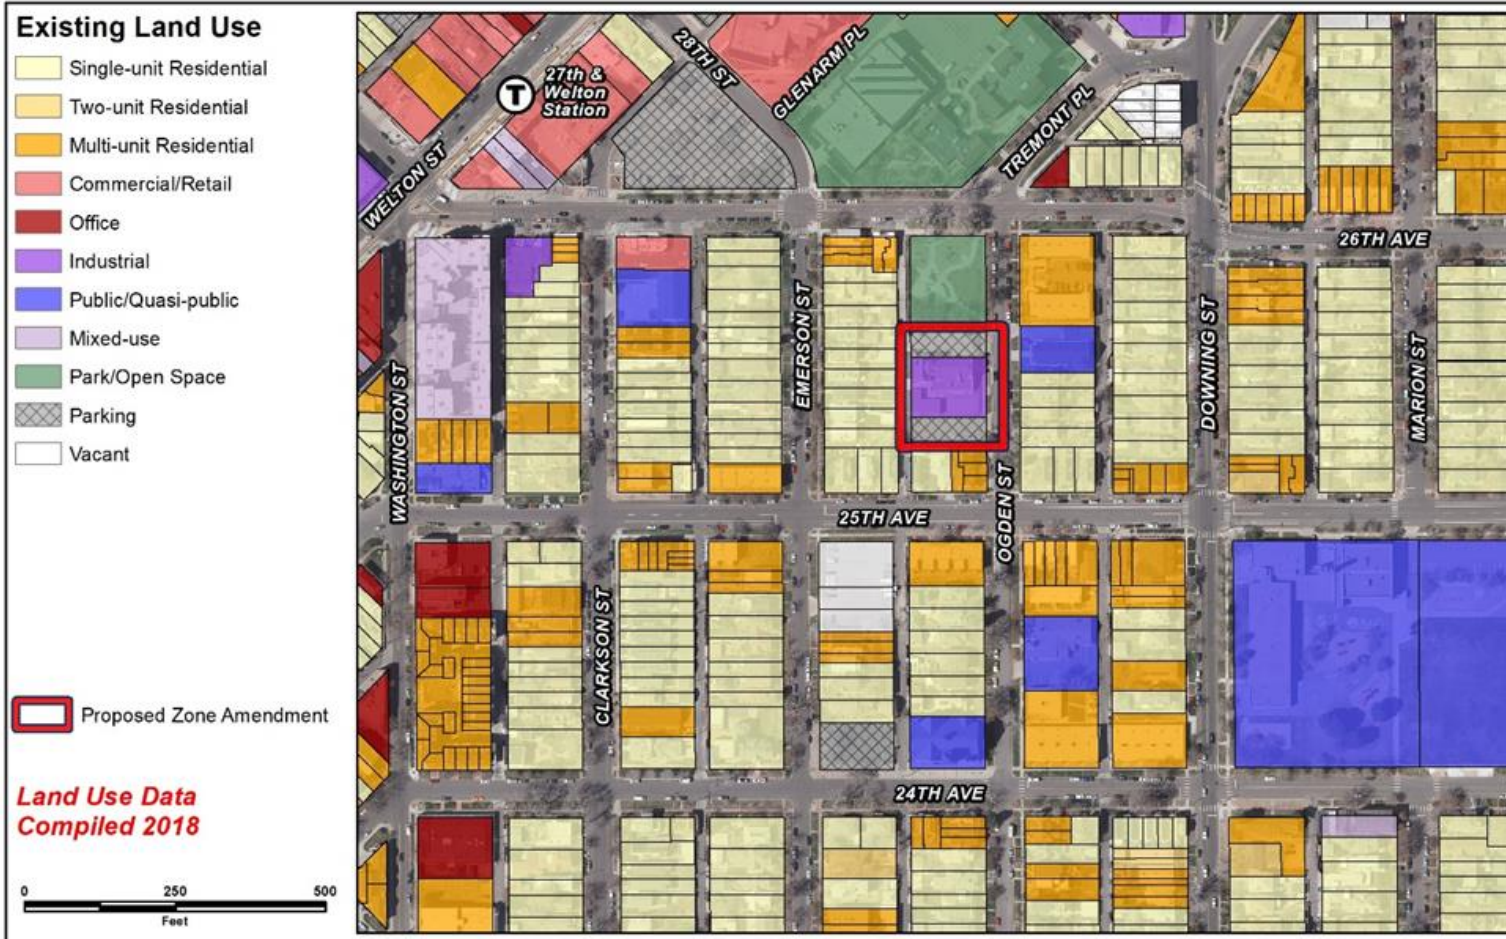 Existing Land Use
Single-unit Residential
Two-unit Residential
Multi-unit Residential
Commercial/Retail
Office
Industrial
Public/Quasi-public
Mixed-use
Park/Open Space
Parking
Vacant
Proposed Zone Amendment
Land Use Data
Compiled 2018
0 250 500
Feet
T
27th &
Welton
Station
28TH ST
GLENARM PL
TREMONT PL
WELTON ST
26TH AVE
WASHINGTON ST
EMERSON ST
DOWNING ST
MARION ST
25TH AVE
OGDEN ST
CLARKSON ST
24TH AVE